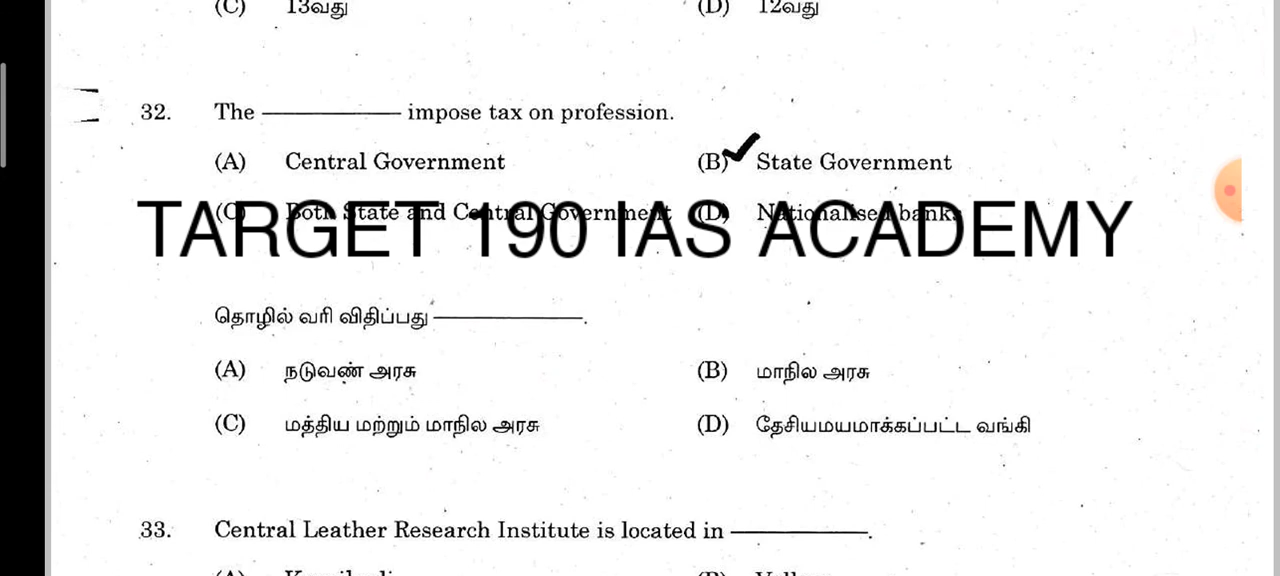 (C) 13வது (D) 12வது
32. The ―――― impose tax on profession.
(A) Central Government (B) State Government
(C) Both State and Central Government (D) Nationalised banks
TARGET 190 IAS ACADEMY
தொழில் வரி விதிப்பது ――――.
(A) நடுவண் அரசு (B) மாநில அரசு
(C) மத்திய மற்றும் மாநில அரசு (D) தேசியமயமாக்கப்பட்ட வங்கி
33. Central Leather Research Institute is located in ――――.
(A) (B)